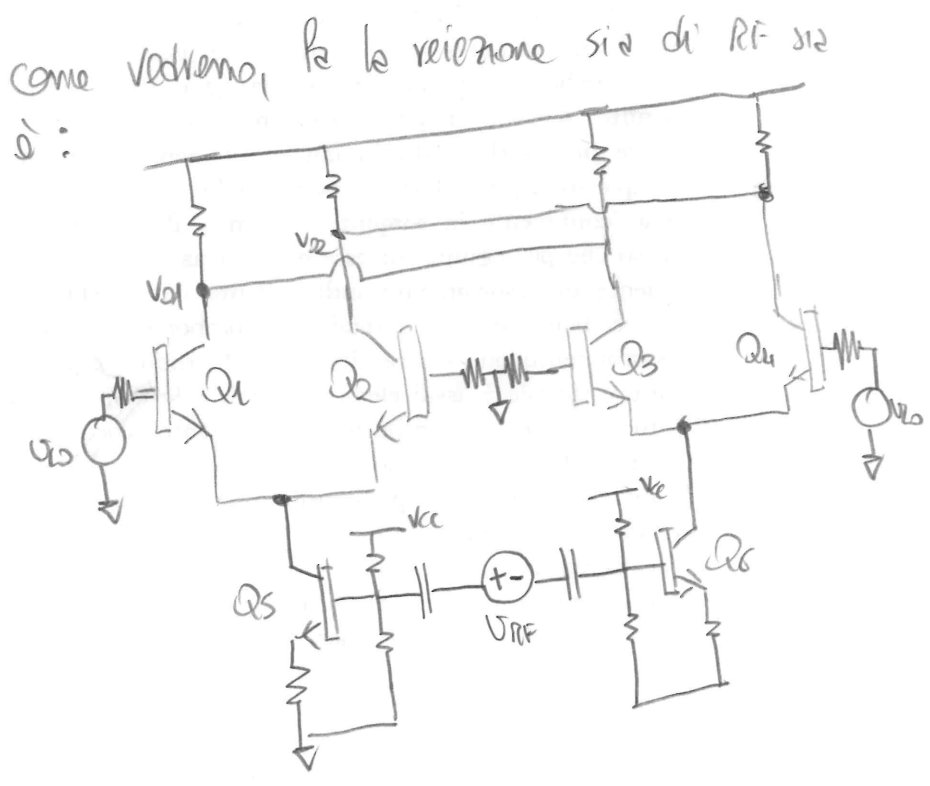 come vedremo, fa la reiezione sia di RF sia
è:
VO1
VO2
Q1
Q2
Q3
Q4
vLO
vLO
Vcc
Vcc
Q5
vRF
Q6
+ -